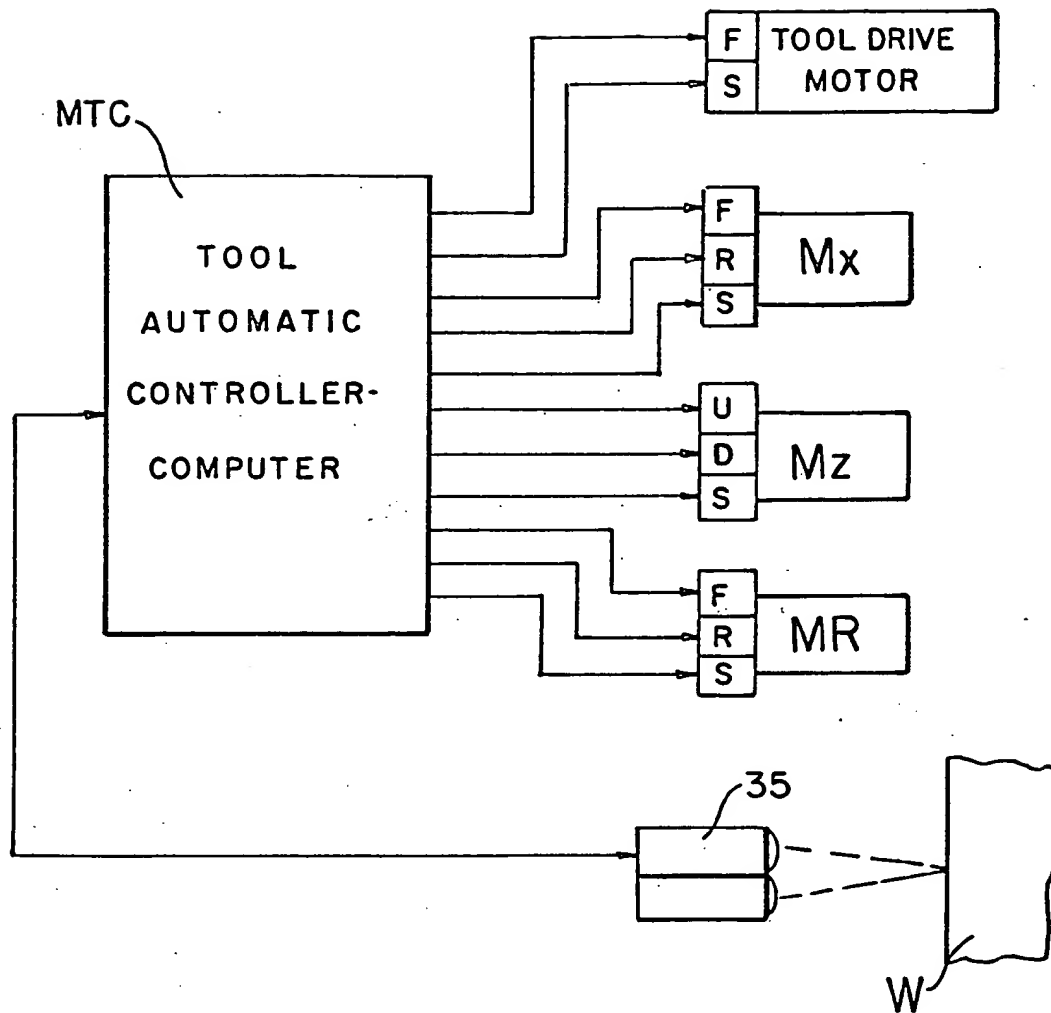 F TOOL DRIVE
S MOTOR
MTC
TOOL
AUTOMATIC
CONTROLLER-
COMPUTER
F
R
S
Mx
U
D
S
Mz
F
R
S
MR
35
W